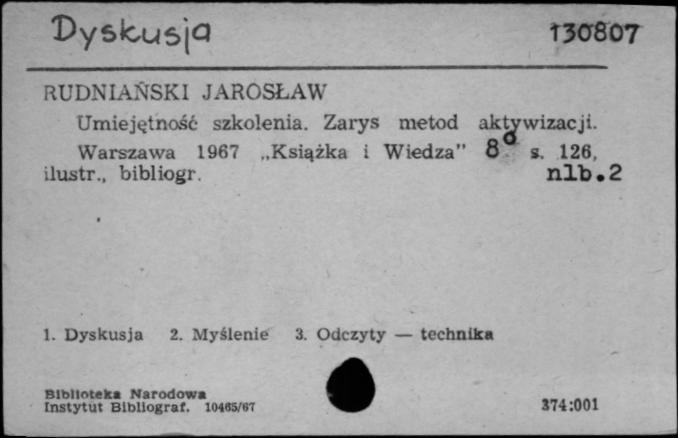 Dyskusja 130807
RUDNIAŃSKI JAROSŁAW
Umiejętność szkolenia. Zarys metod aktywizacji.
Warszawa 1967 „Książka i Wiedza" 8° s. 126,
ilustr., bibliogr. nlb.2
1. Dyskusja 2. Myślenie 3. Odczyty — technika
Biblioteka Narodowa
Instytut Bibliograf. 10465/67 374:001